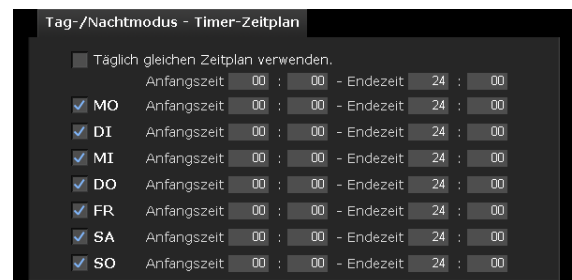 Tag-/Nachtmodus - Timer-Zeitplan
Täglich gleichen Zeitplan verwenden.
Anfangszeit 00 : 00 - Endezeit 24 : 00
MO Anfangszeit 00 : 00 - Endezeit 24 : 00
DI Anfangszeit 00 : 00 - Endezeit 24 : 00
MI Anfangszeit 00 : 00 - Endezeit 24 : 00
DO Anfangszeit 00 : 00 - Endezeit 24 : 00
FR Anfangszeit 00 : 00 - Endezeit 24 : 00
SA Anfangszeit 00 : 00 - Endezeit 24 : 00
SO Anfangszeit 00 : 00 - Endezeit 24 : 00